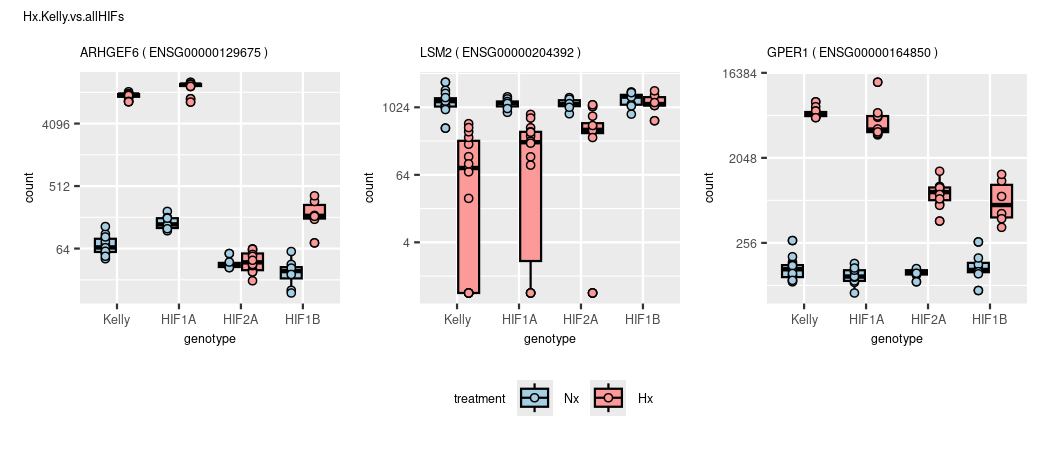 Hx.Kelly.vs.allHIFs
ARHGEF6 ( ENSG00000129675 )
4096
512
64
count
Kelly HIF1A HIF2A HIF1B
genotype
LSM2 ( ENSG00000204392 )
1024
64
4
count
Kelly HIF1A HIF2A HIF1B
genotype
GPER1 ( ENSG00000164850 )
16384
2048
256
count
Kelly HIF1A HIF2A HIF1B
genotype
treatment Nx Hx